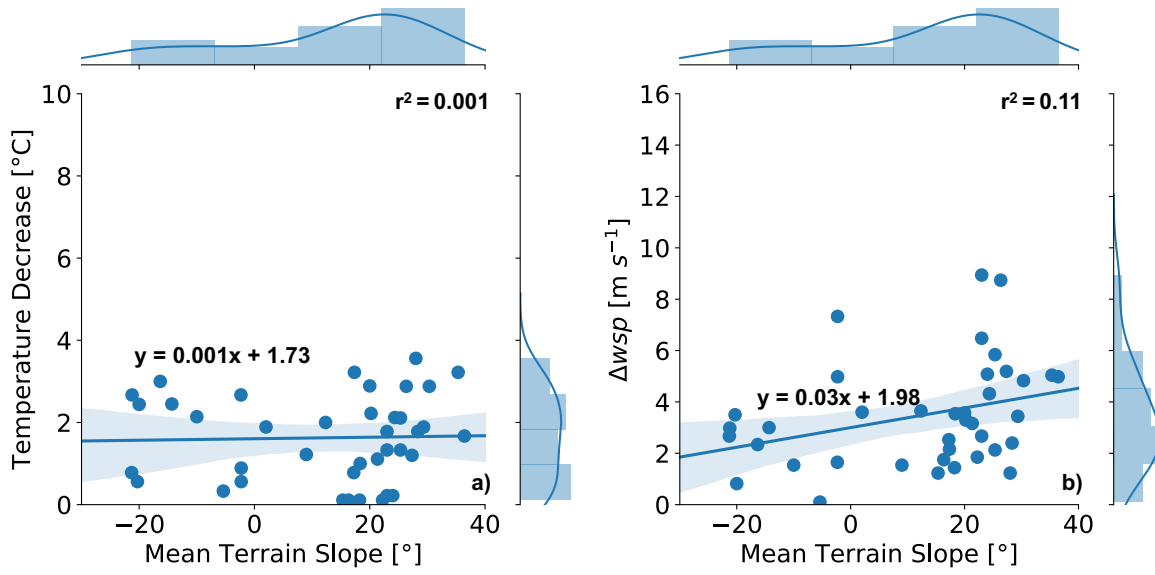 r² = 0.001
10
8
6
4
2
0
Temperature Decrease [°C]
y = 0.001x + 1.73
a)
−20
0
20
40
Mean Terrain Slope [°]
r² = 0.11
16
14
12
10
8
6
4
2
0
Δwsp [m s⁻¹]
y = 0.03x + 1.98
b)
−20
0
20
40
Mean Terrain Slope [°]